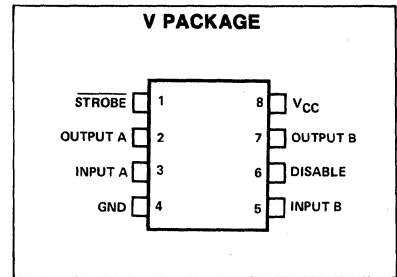 V PACKAGE
STROBE 1 8 VCC
OUTPUT A 2 7 OUTPUT B
INPUT A 3 6 DISABLE
GND 4 5 INPUT B